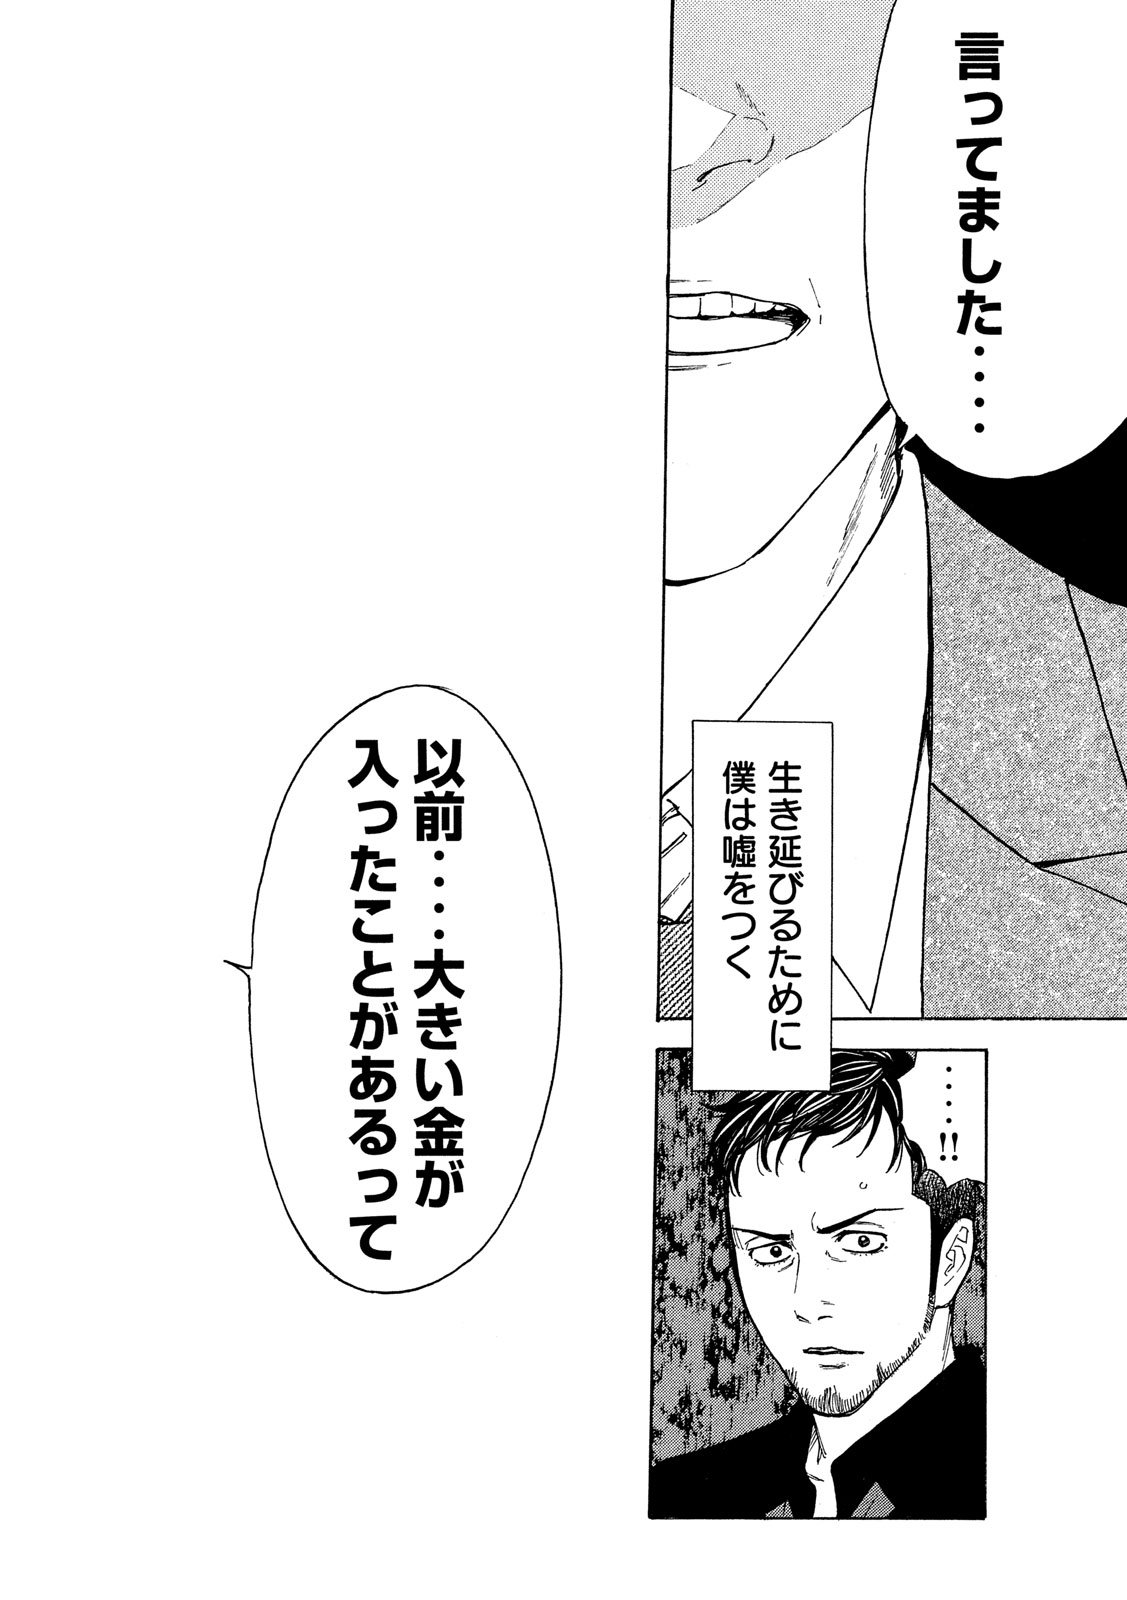 言ってました‥‥
生き延びるために
僕は嘘をつく
‥‥!!
以前‥‥大きい金が
入ったことがあるって